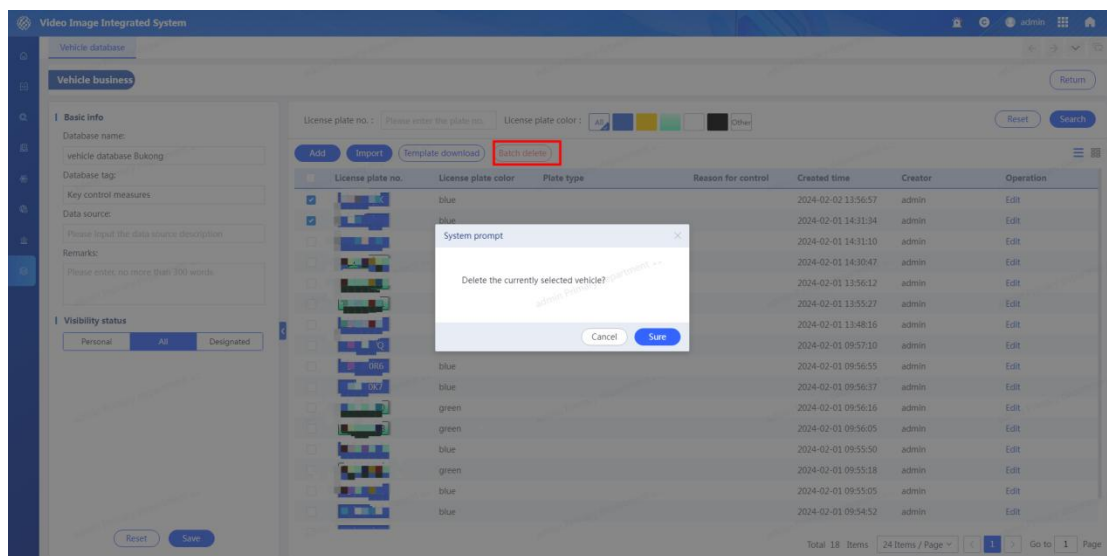 Video Image Integrated System
admin
Vehicle database
Vehicle business
Return
Basic info
Database name:
vehicle database Bukong
Database tag:
Key control measures
Data source:
Please input the data source description
Remarks:
Please enter no more than 300 words
Visibility status
Personal All Designated
Reset Save
License plate no. : Please enter the plate no. License plate color : All Other
Reset Search
Add Import Template download Batch delete
License plate no. License plate color Plate type Reason for control Created time Creator Operation
blue 2024-02-02 13:56:57 admin Edit
blue 2024-02-01 14:31:34 admin Edit
2024-02-01 14:31:10 admin Edit
2024-02-01 14:30:47 admin Edit
2024-02-01 13:56:12 admin Edit
2024-02-01 13:55:27 admin Edit
2024-02-01 13:48:16 admin Edit
Q 2024-02-01 09:57:10 admin Edit
0R6 blue 2024-02-01 09:56:55 admin Edit
0K7 blue 2024-02-01 09:56:37 admin Edit
green 2024-02-01 09:56:16 admin Edit
green 2024-02-01 09:56:05 admin Edit
blue 2024-02-01 09:55:50 admin Edit
green 2024-02-01 09:55:18 admin Edit
blue 2024-02-01 09:55:05 admin Edit
blue 2024-02-01 09:54:52 admin Edit
System prompt
Delete the currently selected vehicle?
Cancel Sure
Total 18 Items 24 Items / Page 1 Go to 1 Page